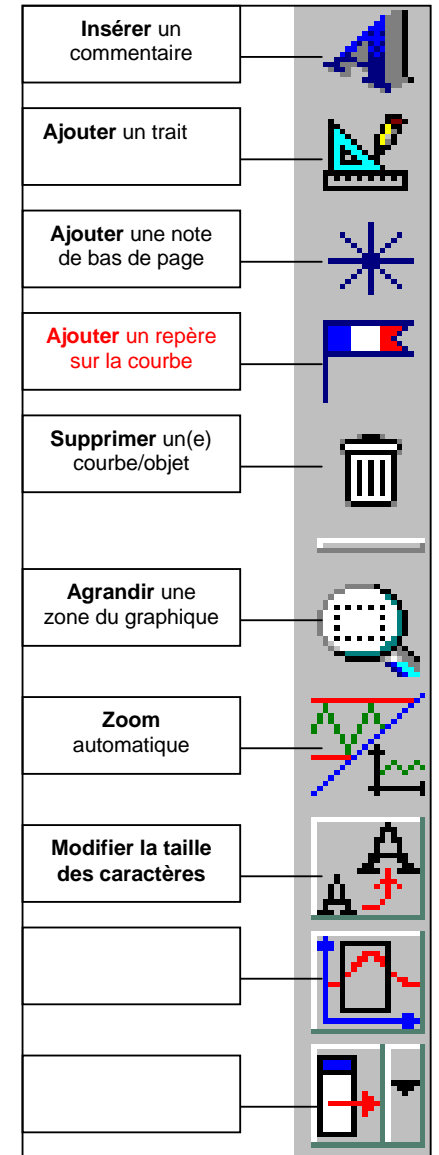 Insérer un
commentaire
Ajouter un trait
Ajouter une note
de bas de page
Ajouter un repère
sur la courbe
Supprimer un(e)
courbe/objet
Agrandir une
zone du graphique
Zoom
automatique
Modifier la taille
des caractères
A A